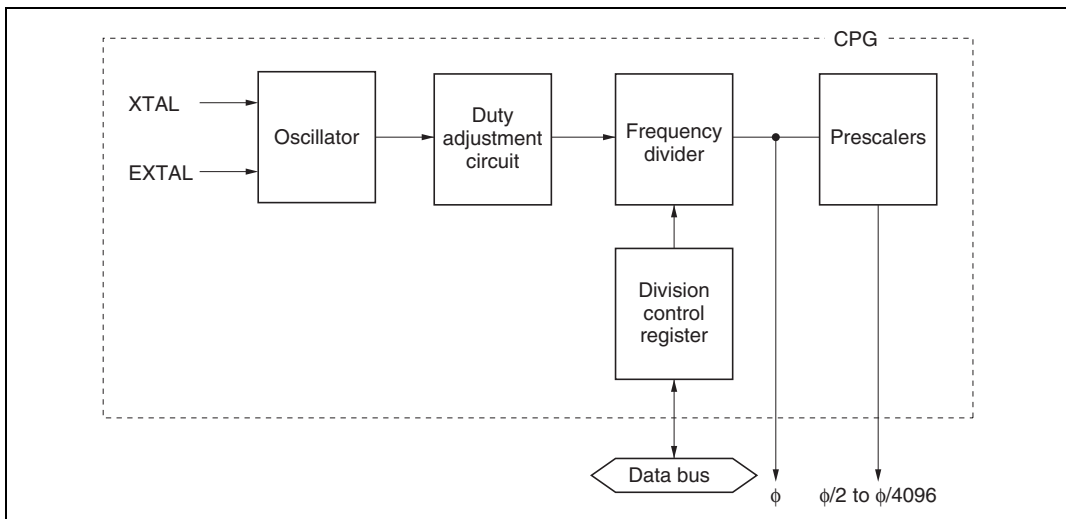 CPG
XTAL
EXTAL
Oscillator
Duty
adjustment
circuit
Frequency
divider
Prescalers
Division
control
register
Data bus
ϕ
ϕ/2 to ϕ/4096